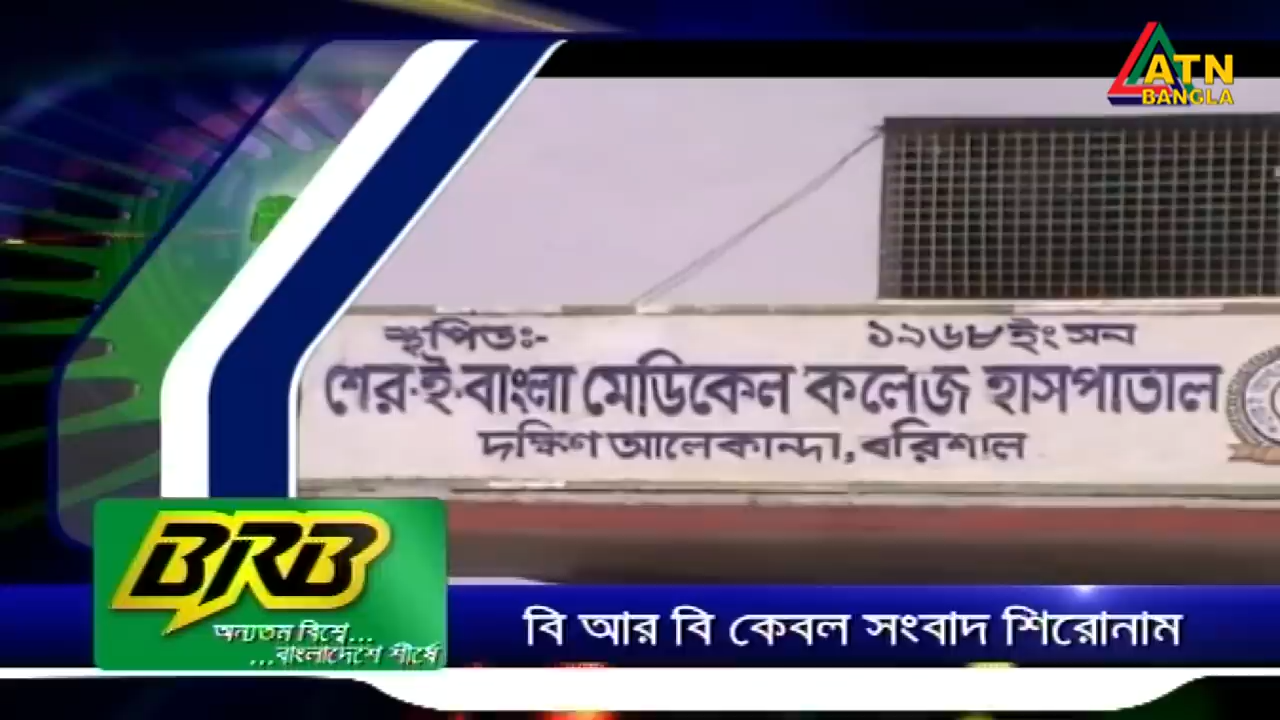 ATN
BANGLA
স্থাপিতঃ- ১৯৬৮ইং সন
শের-ই-বাংলা মেডিকেল কলেজ হাসপাতাল
দক্ষিণ আলেকান্দা, বরিশাল
BRB
অন্যতম বিশ্বে...
...বাংলাদেশে শীর্ষে
বি আর বি কেবল সংবাদ শিরোনাম